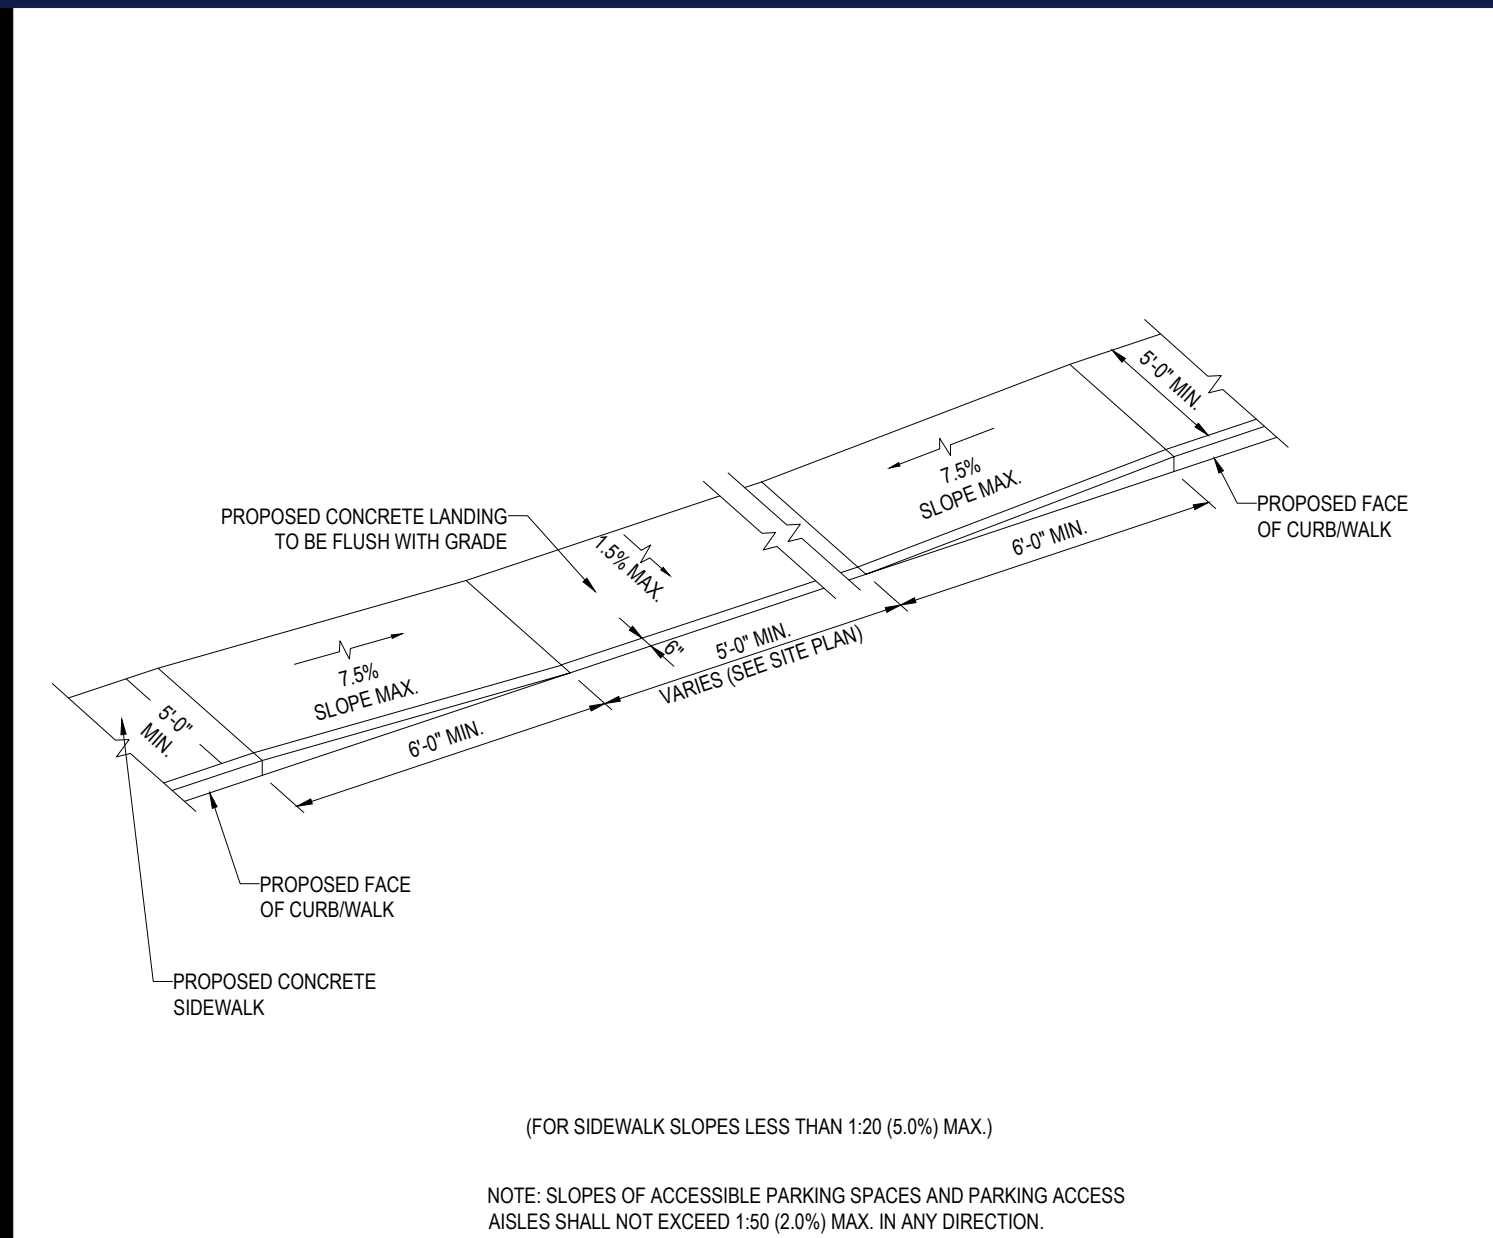 5'-0" MIN.
7.5%
SLOPE MAX.
PROPOSED FACE
OF CURB/WALK
PROPOSED CONCRETE LANDING
TO BE FLUSH WITH GRADE
1.5% MAX.
6'-0" MIN.
6"
5'-0" MIN.
VARIES (SEE SITE PLAN)
7.5%
SLOPE MAX.
5'-0"
MIN.
6'-0" MIN.
PROPOSED FACE
OF CURB/WALK
PROPOSED CONCRETE
SIDEWALK
(FOR SIDEWALK SLOPES LESS THAN 1:20 (5.0%) MAX.)
NOTE: SLOPES OF ACCESSIBLE PARKING SPACES AND PARKING ACCESS
AISLES SHALL NOT EXCEED 1:50 (2.0%) MAX. IN ANY DIRECTION.